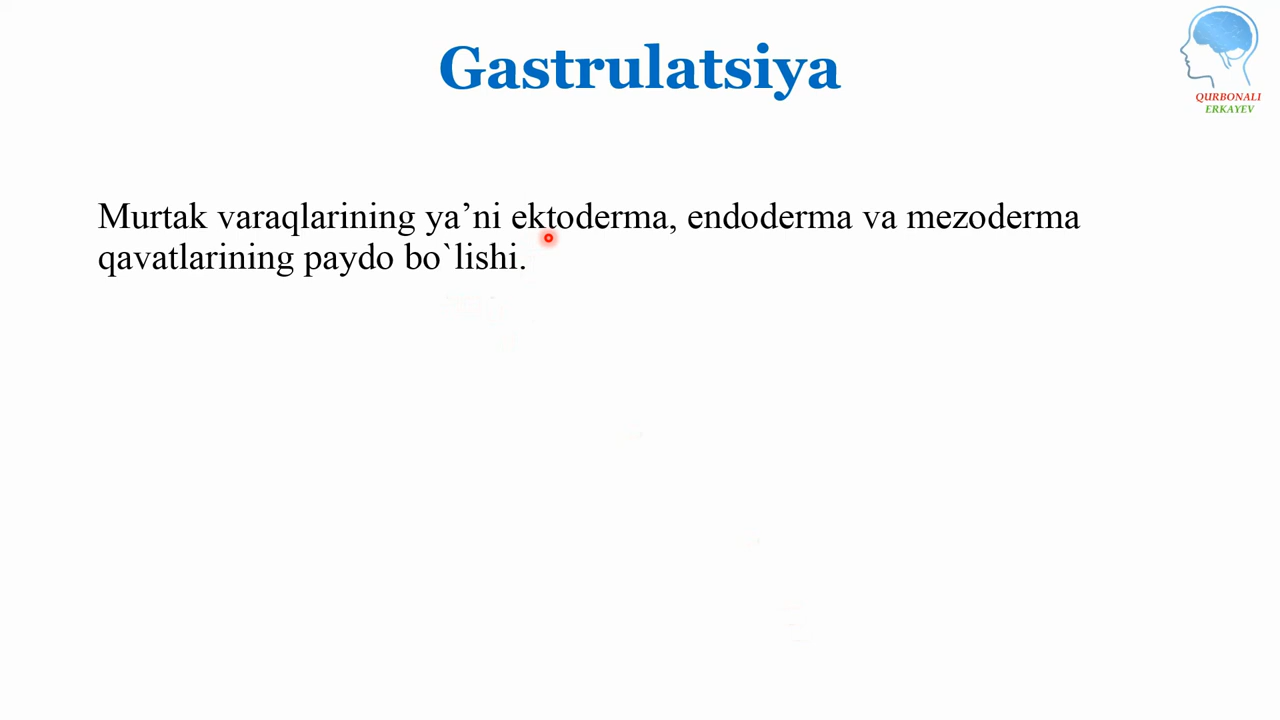 Gastrulatsiya
QURBONALI
ERKAYEV
Murtak varaqlarining ya’ni ektoderma, endoderma va mezoderma
qavatlarining paydo bo`lishi.